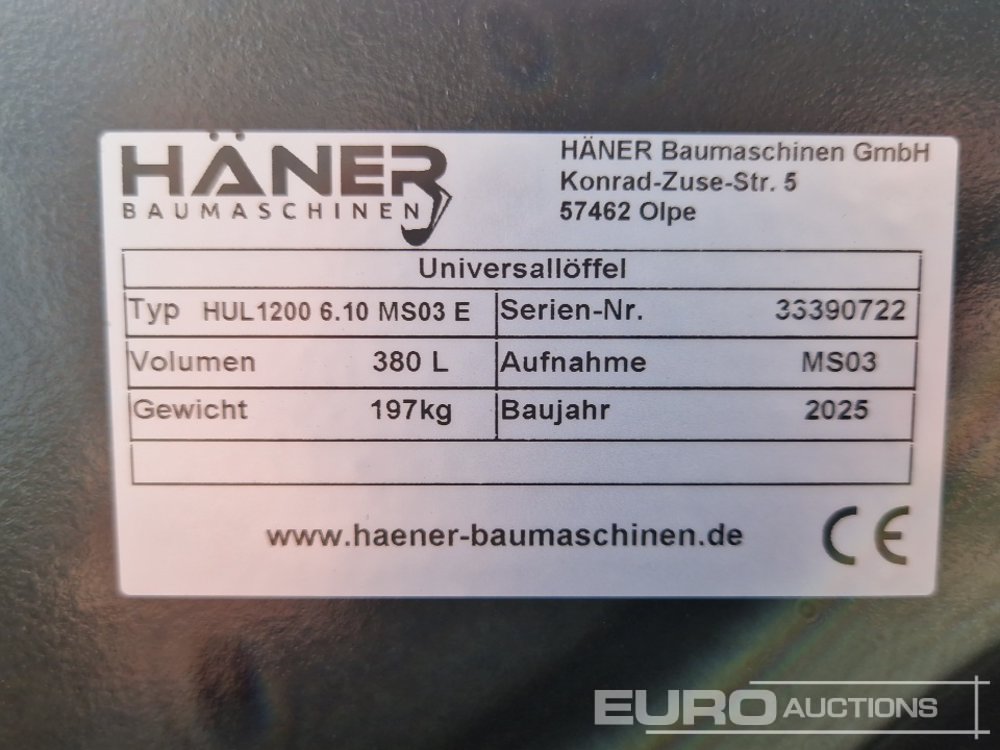 HÄNER
BAUMASCHINEN
HÄNER Baumaschinen GmbH
Konrad-Zuse-Str. 5
57462 Olpe
Universallöffel
Typ HUL1200 6.10 MS03 E Serien-Nr. 33390722
Volumen 380 L Aufnahme MS03
Gewicht 197kg Baujahr 2025
www.haener-baumaschinen.de
CE
EURO AUCTIONS